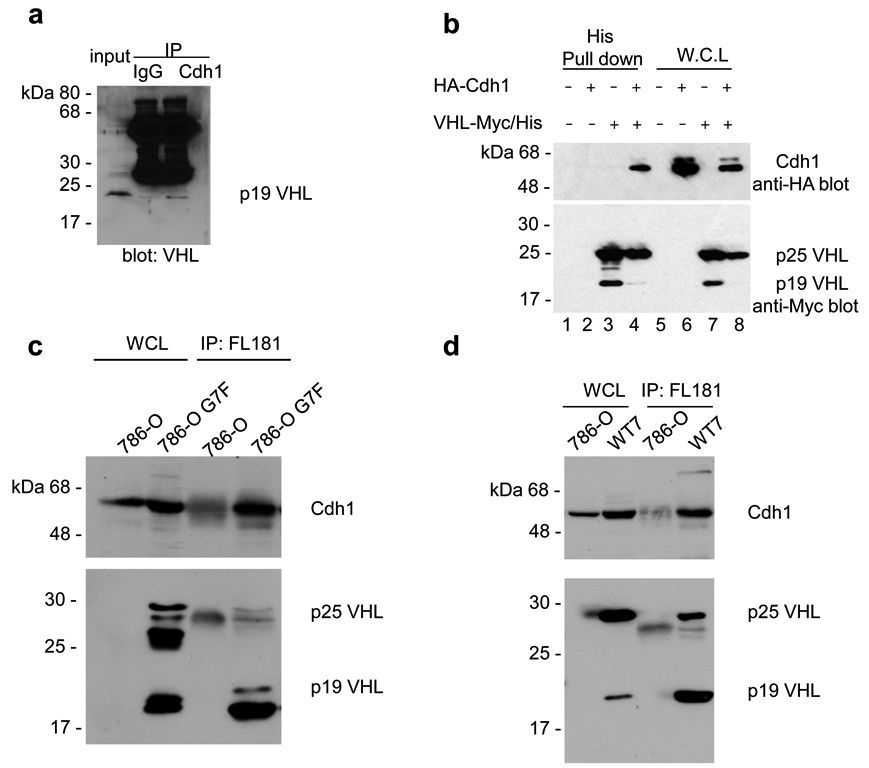 a
IP
input
IgG Cdh1
kDa 80 -
68 -
30 -
25 -
17 -
p19 VHL
blot: VHL
b
His
Pull down
W.C.L
HA-Cdh1 - + - + - + - +
VHL-Myc/His - - + + - - + +
kDa 68 -
48 -
Cdh1
anti-HA blot
30 -
25 -
17 -
p25 VHL
p19 VHL
anti-Myc blot
1 2 3 4 5 6 7 8
c
WCL IP: FL181
786-O 786-O G7F 786-O 786-O G7F
kDa 68 -
48 -
Cdh1
30 -
25 -
17 -
p25 VHL
p19 VHL
d
WCL IP: FL181
786-O WT7 786-O WT7
kDa 68 -
48 -
Cdh1
30 -
25 -
17 -
p25 VHL
p19 VHL